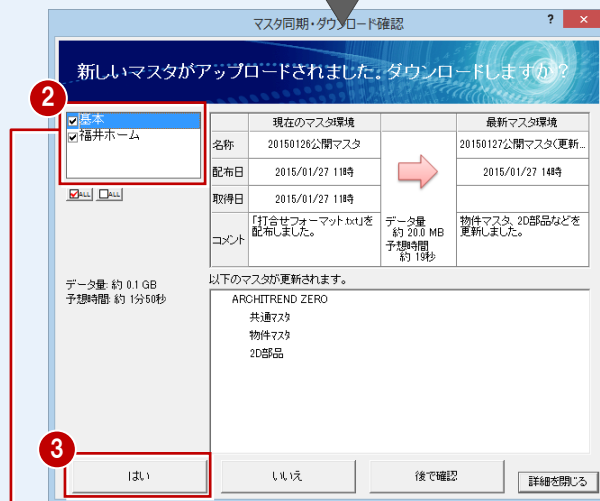 マスタ同期・ダウンロード確認
?
×
新しいマスタがアップロードされました。ダウンロードしますか?
2
基本
福井ホーム
ALL
ALL
データ量: 約 0.1 GB
予想時間: 約 1分50秒
現在のマスタ環境
最新マスタ環境
名称
20150126公開マスタ
20150127公開マスタ(更新...
配布日
2015/01/27 11時
2015/01/27 14時
取得日
2015/01/27 11時
コメント
「打合せフォーマット.txt」を
配布しました。
データ量
約 20.0 MB
予想時間
約 19秒
物件マスタ、2D部品などを
更新しました。
以下のマスタが更新されます。
ARCHITREND ZERO
共通マスタ
物件マスタ
2D部品
3
はい
いいえ
後で確認
詳細を閉じる